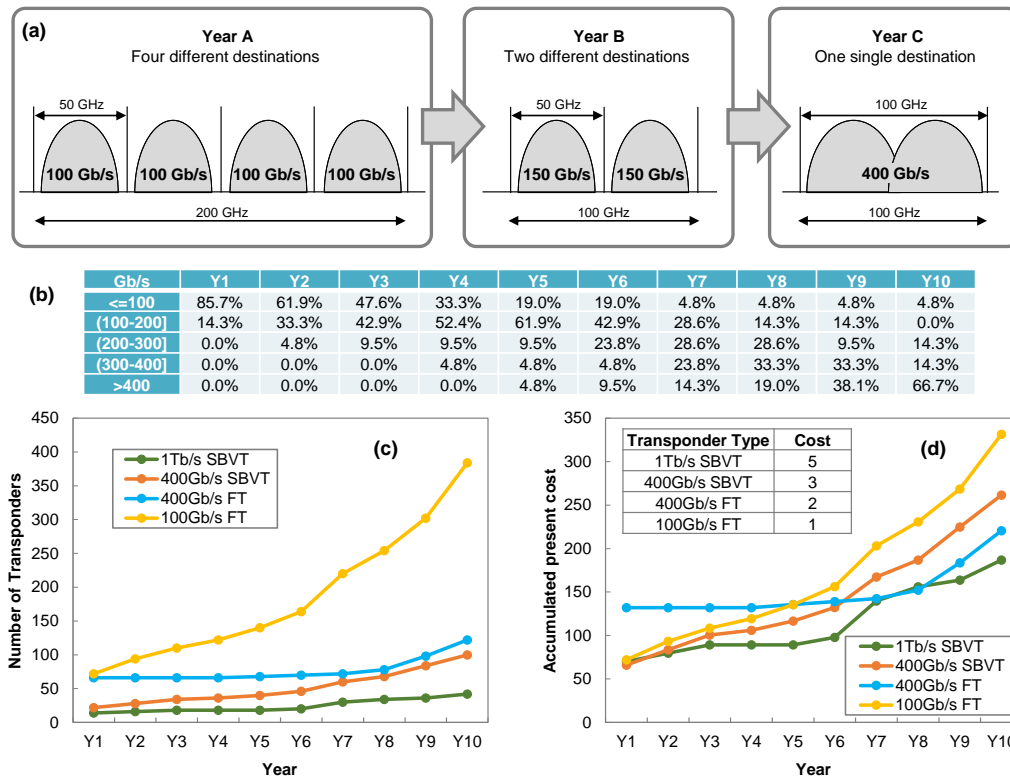 (a)
Year A
Four different destinations
50 GHz
100 Gb/s 100 Gb/s 100 Gb/s 100 Gb/s
200 GHz
Year B
Two different destinations
50 GHz
150 Gb/s 150 Gb/s
100 GHz
Year C
One single destination
100 GHz
400 Gb/s
100 GHz
(b)
Gb/s Y1 Y2 Y3 Y4 Y5 Y6 Y7 Y8 Y9 Y10
<=100 85.7% 61.9% 47.6% 33.3% 19.0% 19.0% 4.8% 4.8% 4.8% 4.8%
(100-200] 14.3% 33.3% 42.9% 52.4% 61.9% 42.9% 28.6% 14.3% 14.3% 0.0%
(200-300] 0.0% 4.8% 9.5% 9.5% 9.5% 23.8% 28.6% 28.6% 9.5% 14.3%
(300-400] 0.0% 0.0% 0.0% 4.8% 4.8% 4.8% 23.8% 33.3% 33.3% 14.3%
>400 0.0% 0.0% 0.0% 0.0% 4.8% 9.5% 14.3% 19.0% 38.1% 66.7%
(c)
Number of Transponders
450
400
350
300
250
200
150
100
50
0
1Tb/s SBVT
400Gb/s SBVT
400Gb/s FT
100Gb/s FT
Y1 Y2 Y3 Y4 Y5 Y6 Y7 Y8 Y9 Y10
Year
(d)
Accumulated present cost
350
300
250
200
150
100
50
0
Transponder Type Cost
1Tb/s SBVT 5
400Gb/s SBVT 3
400Gb/s FT 2
100Gb/s FT 1
1Tb/s SBVT
400Gb/s SBVT
400Gb/s FT
100Gb/s FT
Y1 Y2 Y3 Y4 Y5 Y6 Y7 Y8 Y9 Y10
Year